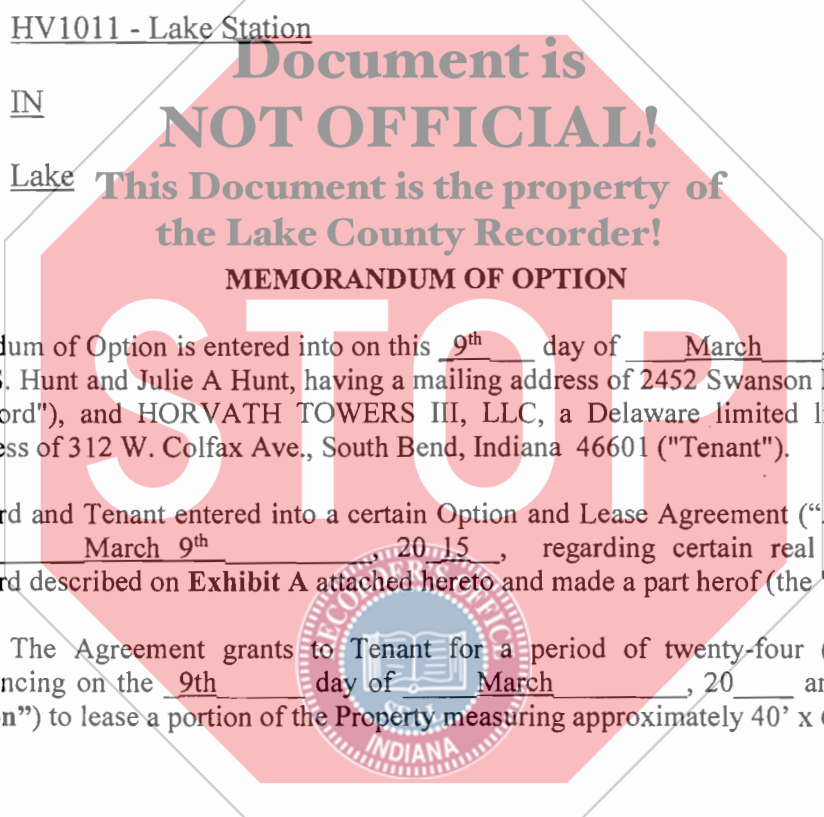 HV1011 - Lake Station
Document is
NOT OFFICIAL!
IN
Lake
This Document is the property of
the Lake County Recorder!
MEMORANDUM OF OPTION
STOP
dum of Option is entered into on this 9th day of March
S. Hunt and Julie A Hunt, having a mailing address of 2452 Swanson
ord"), and HORVATH TOWERS III, LLC, a Delaware limited li
ess of 312 W. Colfax Ave., South Bend, Indiana 46601 ("Tenant").
rd and Tenant entered into a certain Option and Lease Agreement (“
March 9th, 20 15, regarding certain real
rd described on Exhibit A attached hereto and made a part herof (the "
The Agreement grants to Tenant for a period of twenty-four (
ncing on the 9th day of March, 20____ an
n”) to lease a portion of the Property measuring approximately 40’ x
RECORDER'S OFFICE
SEAL
INDIANA